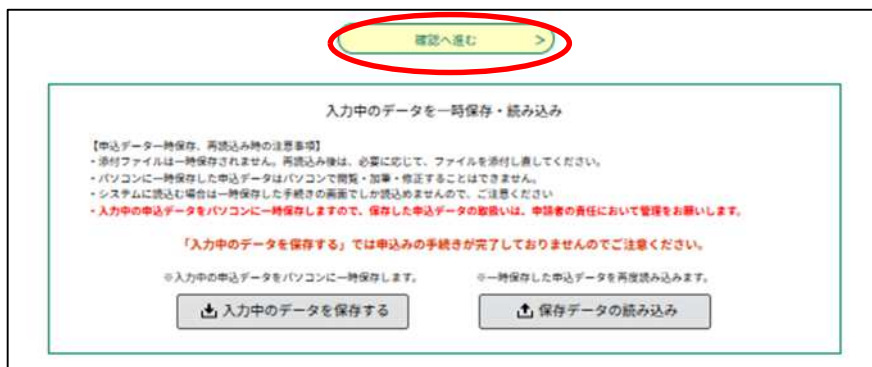 確認へ進む >
入力中のデータを一時保存・読み込み
【申込データ一時保存、再読込み時の注意事項】
・添付ファイルは一時保存されません。再読込み後は、必要に応じて、ファイルを添付し直してください。
・パソコンに一時保存した申込データはパソコンで閲覧・加筆・修正することはできません。
・システムに読込む場合は一時保存した手続きの画面でしか読込めませんので、ご注意ください
・入力中の申込データをパソコンに一時保存しますので、保存した申込データの取扱いは、申請者の責任において管理をお願いします。
「入力中のデータを保存する」では申込みの手続きが完了しておりませんのでご注意ください。
※入力中の申込データをパソコンに一時保存します。 ※一時保存した申込データを再度読み込みます。
入力中のデータを保存する 保存データの読み込み